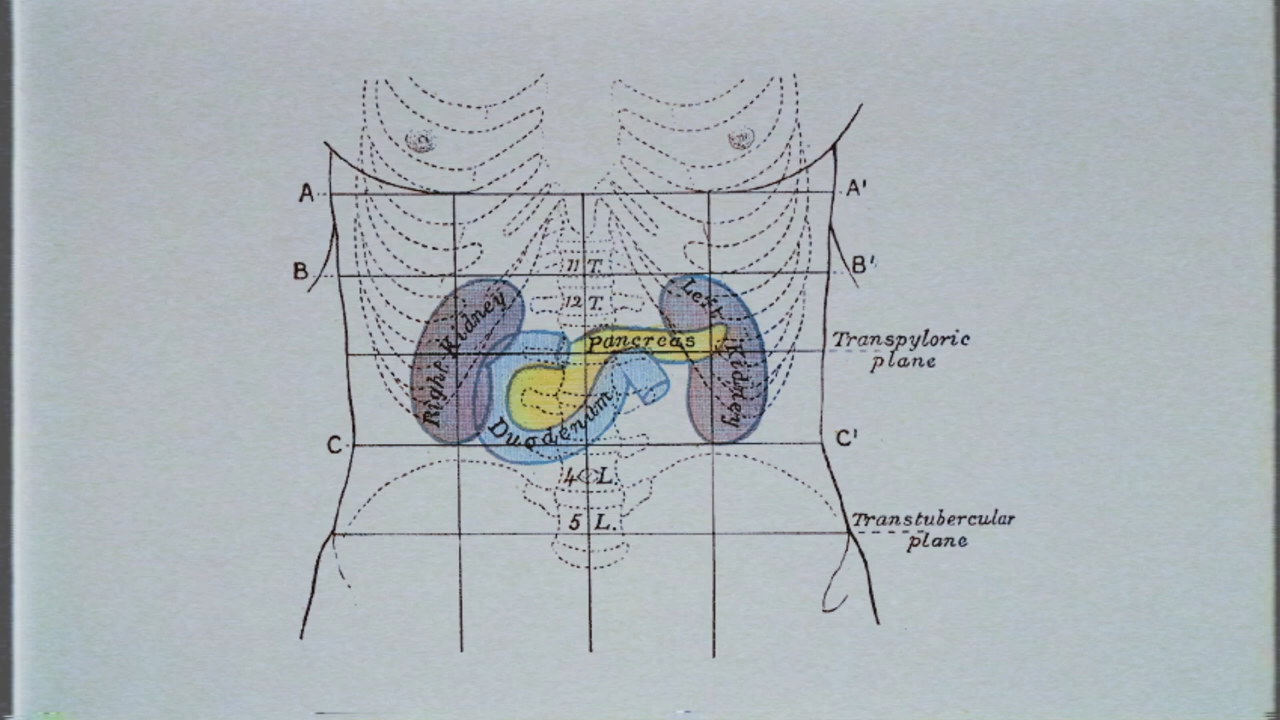 A
A'
B
B'
11 T.
12 T.
Right Kidney
Left Kidney
Pancreas
Transpyloric
plane
Duodenum
C
C'
4 L.
5 L.
Transtubercular
plane